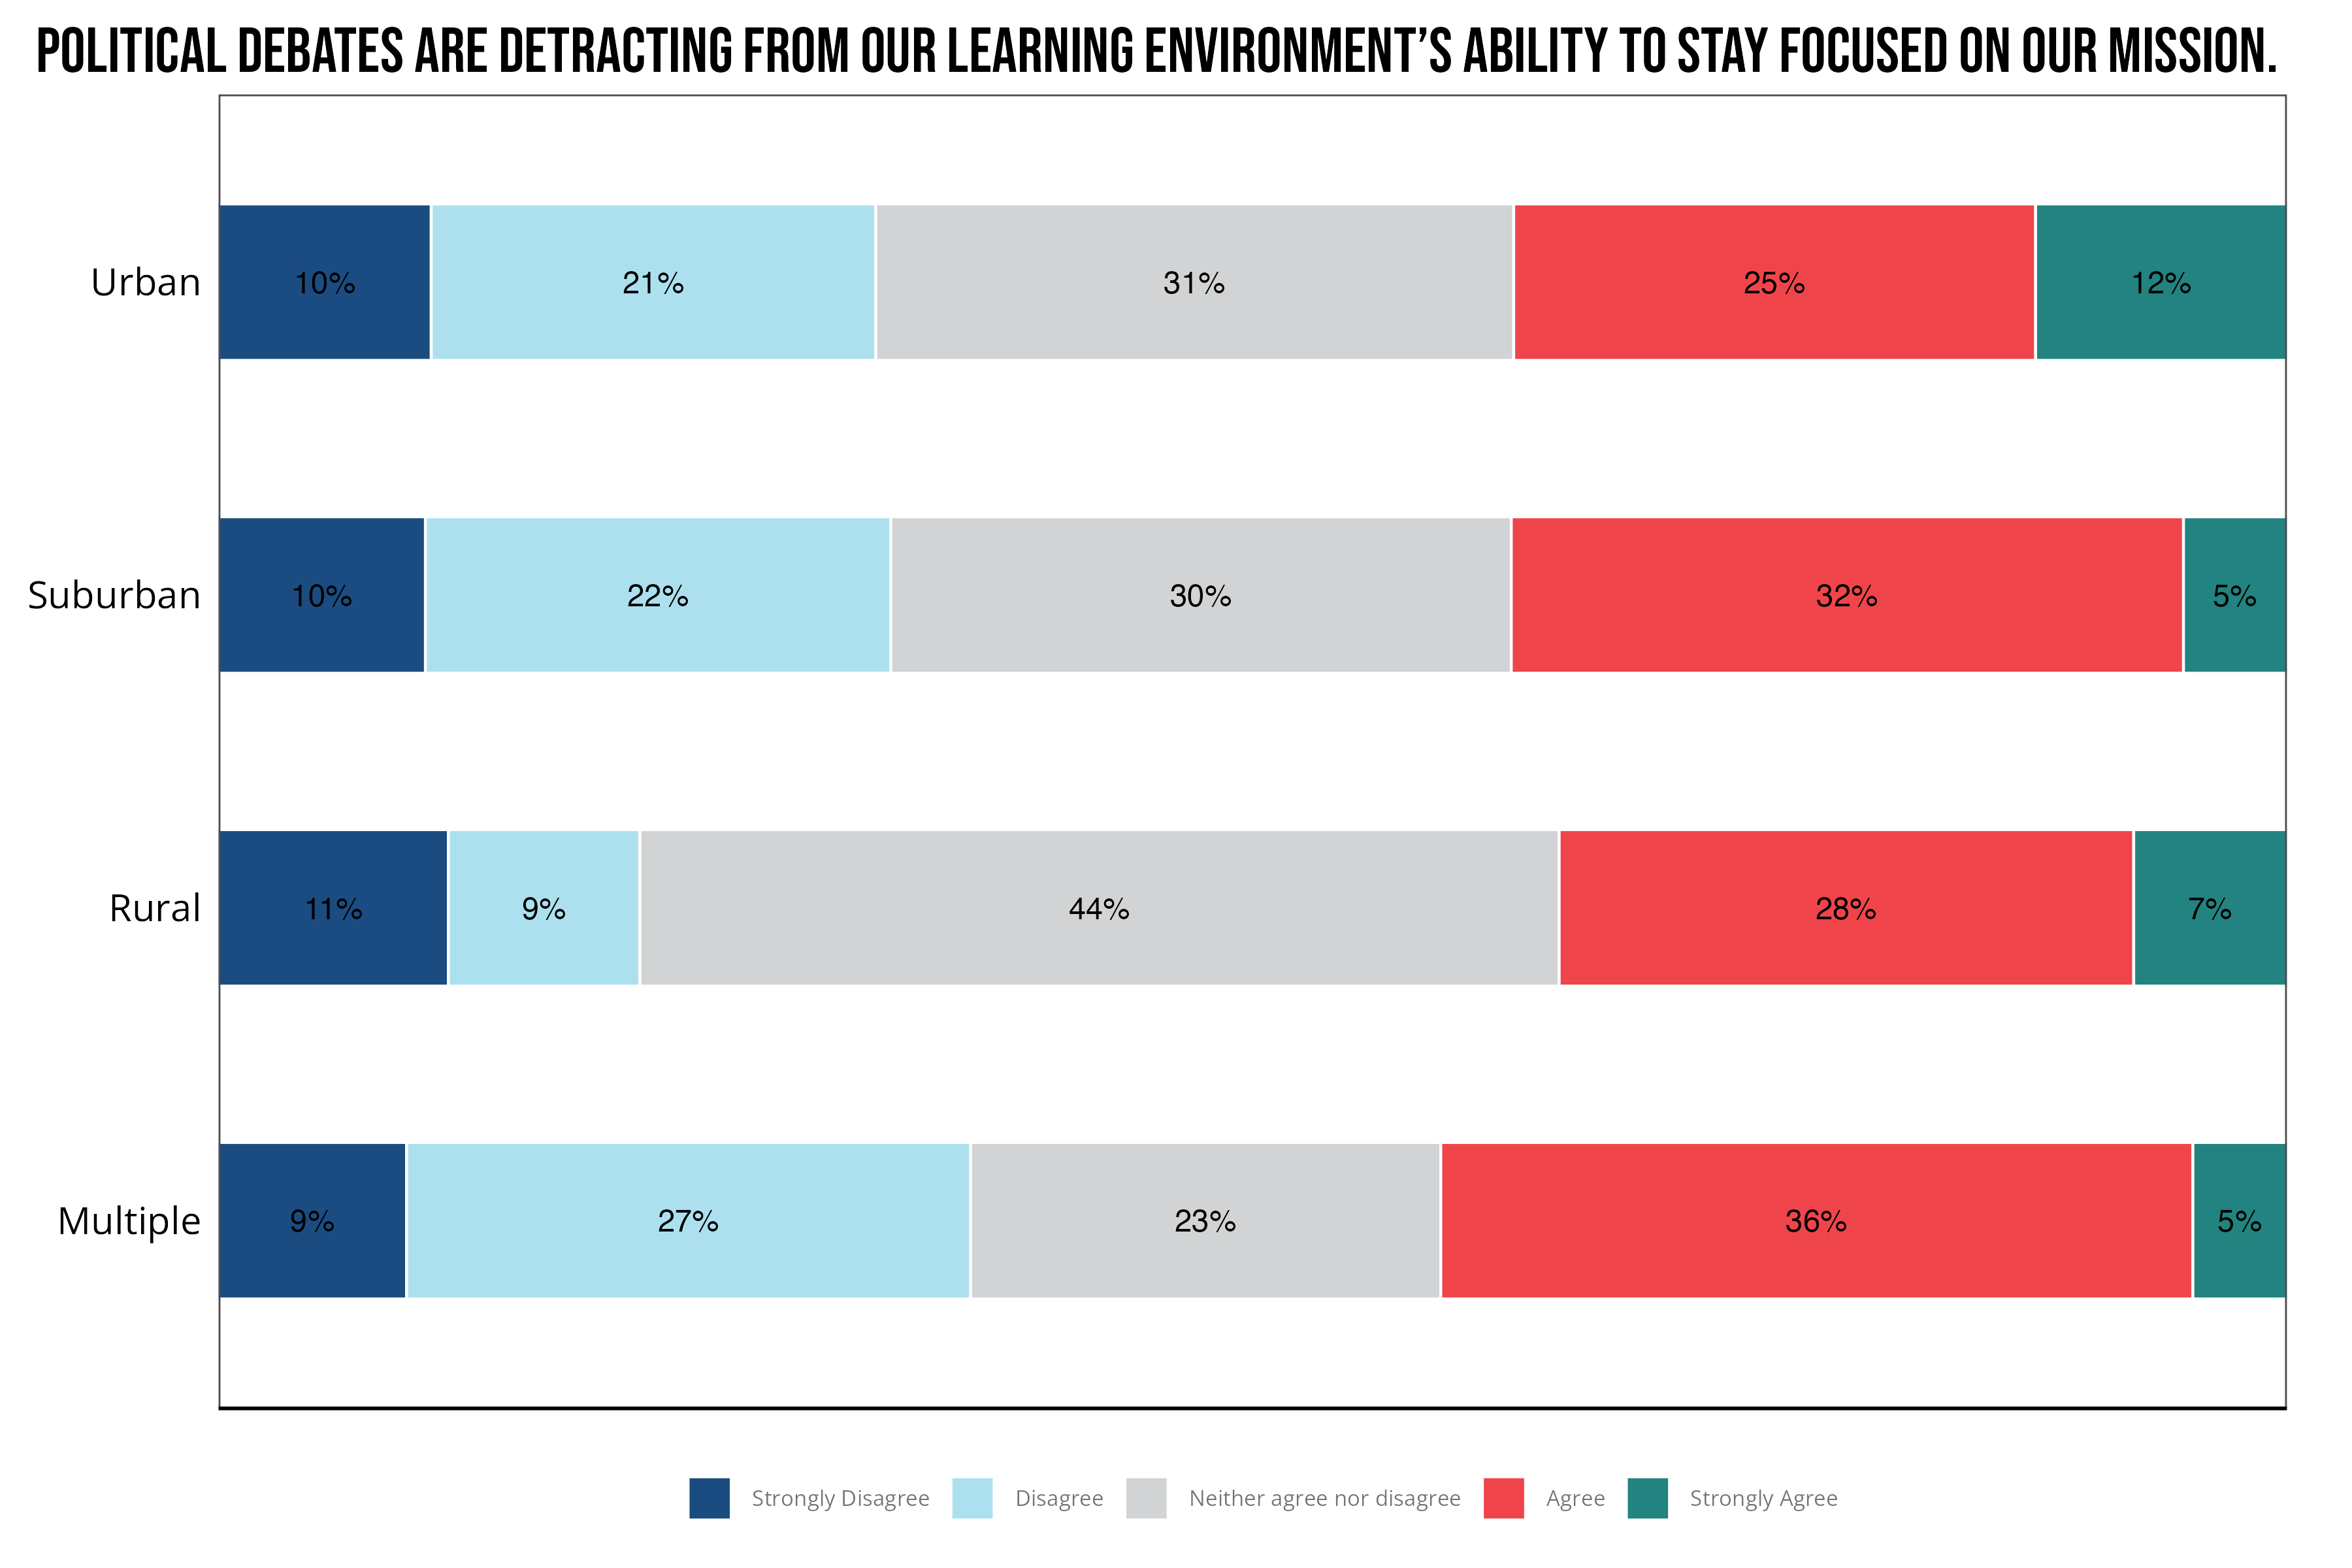 POLITICAL DEBATES ARE DETRACTING FROM OUR LEARNING ENVIRONMENT’S ABILITY TO STAY FOCUSED ON OUR MISSION.
Urban 10% 21% 31% 25% 12%
Suburban 10% 22% 30% 32% 5%
Rural 11% 9% 44% 28% 7%
Multiple 9% 27% 23% 36% 5%
Strongly Disagree Disagree Neither agree nor disagree Agree Strongly Agree